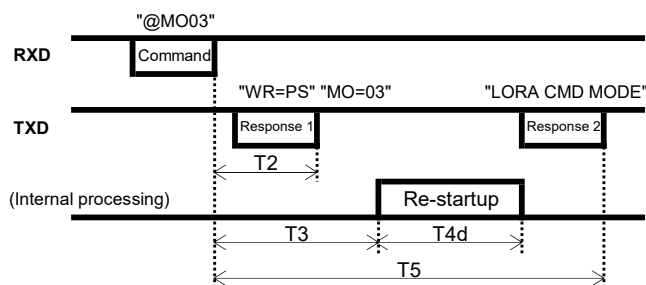 "@MO03"
RXD
Command
"WR=PS" "MO=03"
"LORA CMD MODE"
TXD
Response 1
Response 2
T2
(Internal processing)
Re-startup
T3
T4d
T5